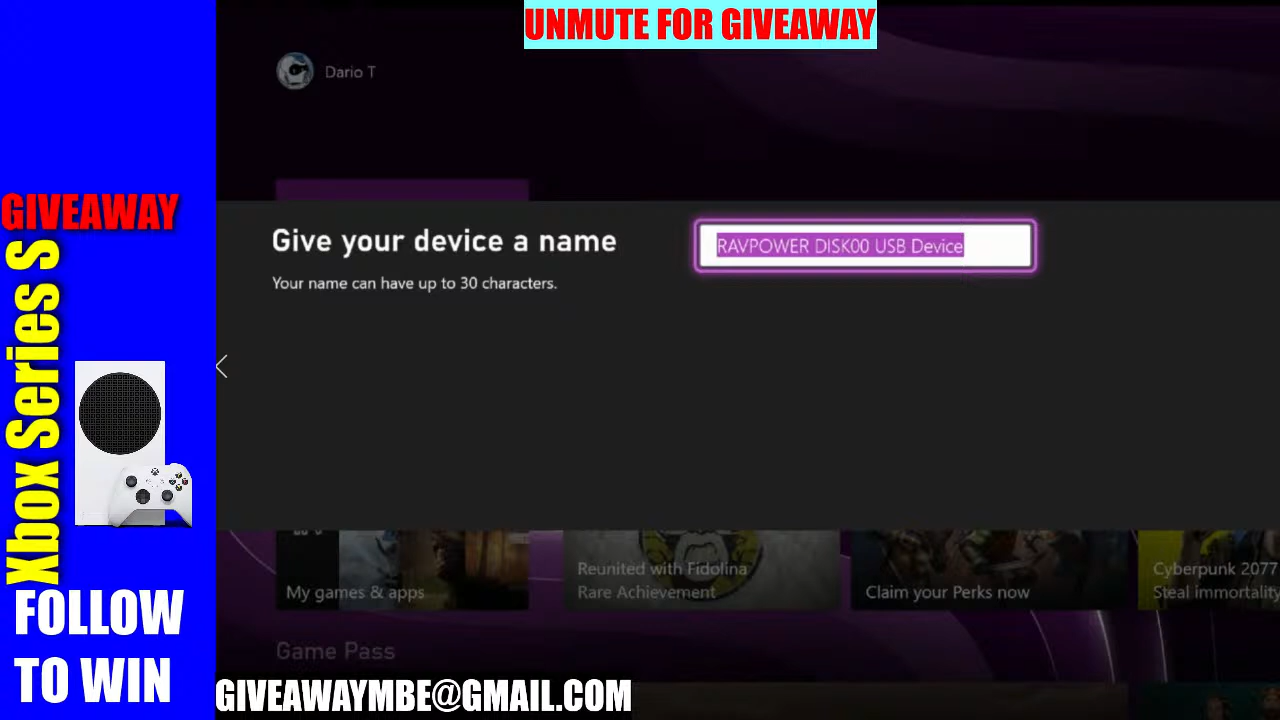 UNMUTE FOR GIVEAWAY
Dario T
GIVEAWAY
Xbox Series S
FOLLOW
TO WIN
Give your device a name
RAVPOWER DISK00 USB Device
Your name can have up to 30 characters.
My games & apps
Reunited with Fidolina
Rare Achievement
Claim your Perks now
Cyberpunk 2077
Steal immortality
Game Pass
GIVEAWAYMBE@GMAIL.COM